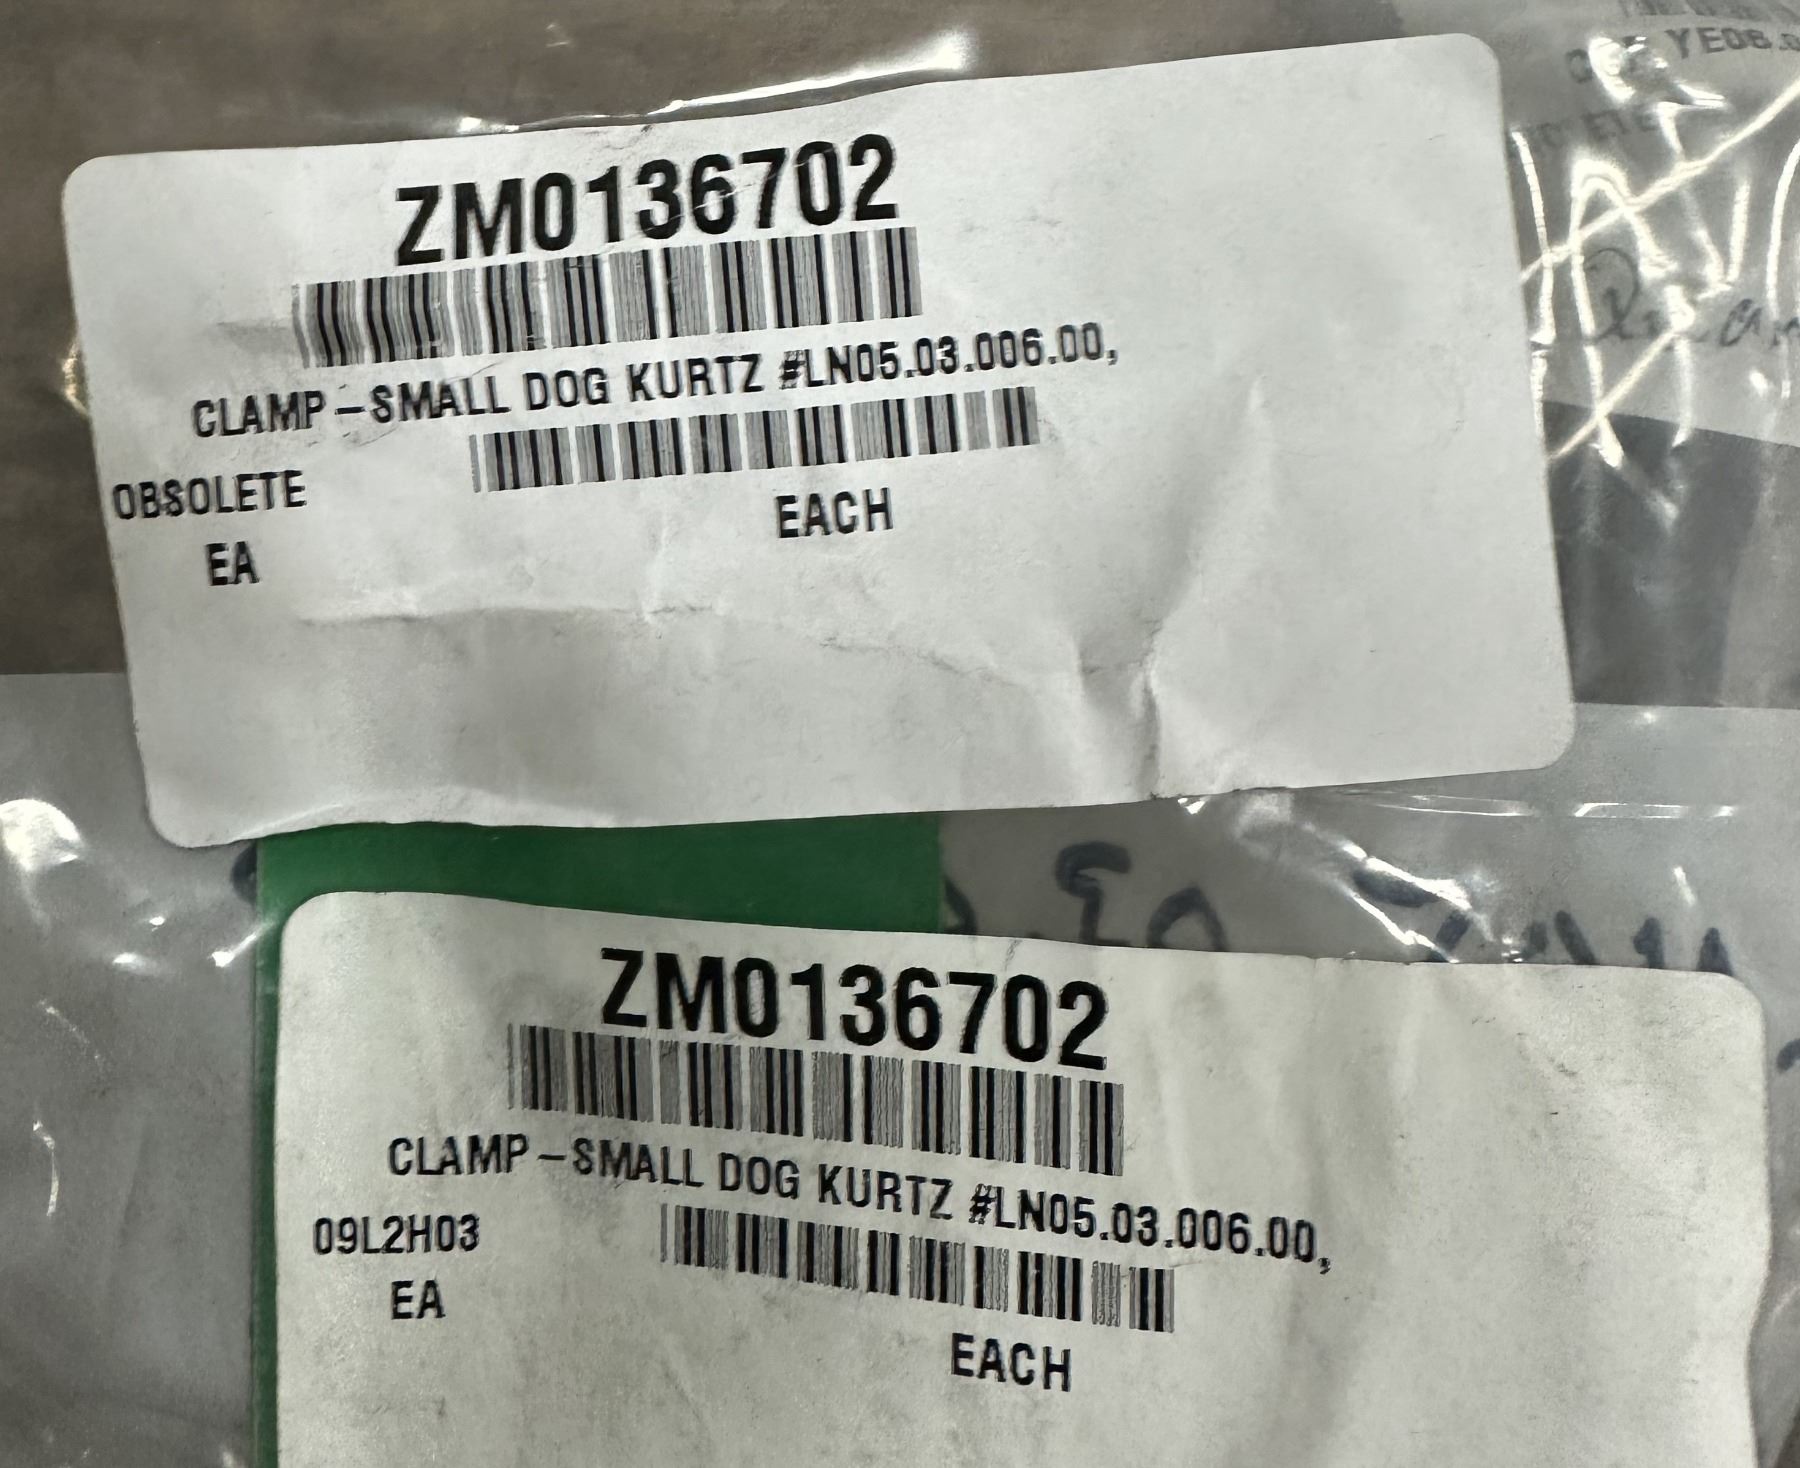 ZM0136702
CLAMP-SMALL DOG KURTZ #LN05.03.006.00,
OBSOLETE
EA
EACH
ZM0136702
CLAMP-SMALL DOG KURTZ #LN05.03.006.00,
09L2H03
EA
EACH